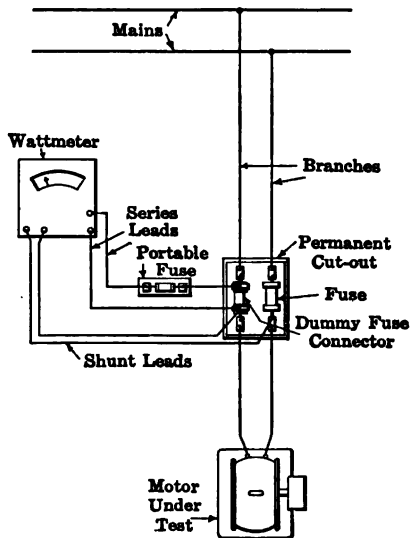 Mains
Wattmeter
Branches
Series
Leads
Portable
Fuse
Permanent
Cut-out
Fuse
Dummy Fuse
Connector
Shunt Leads
Motor
Under
Test